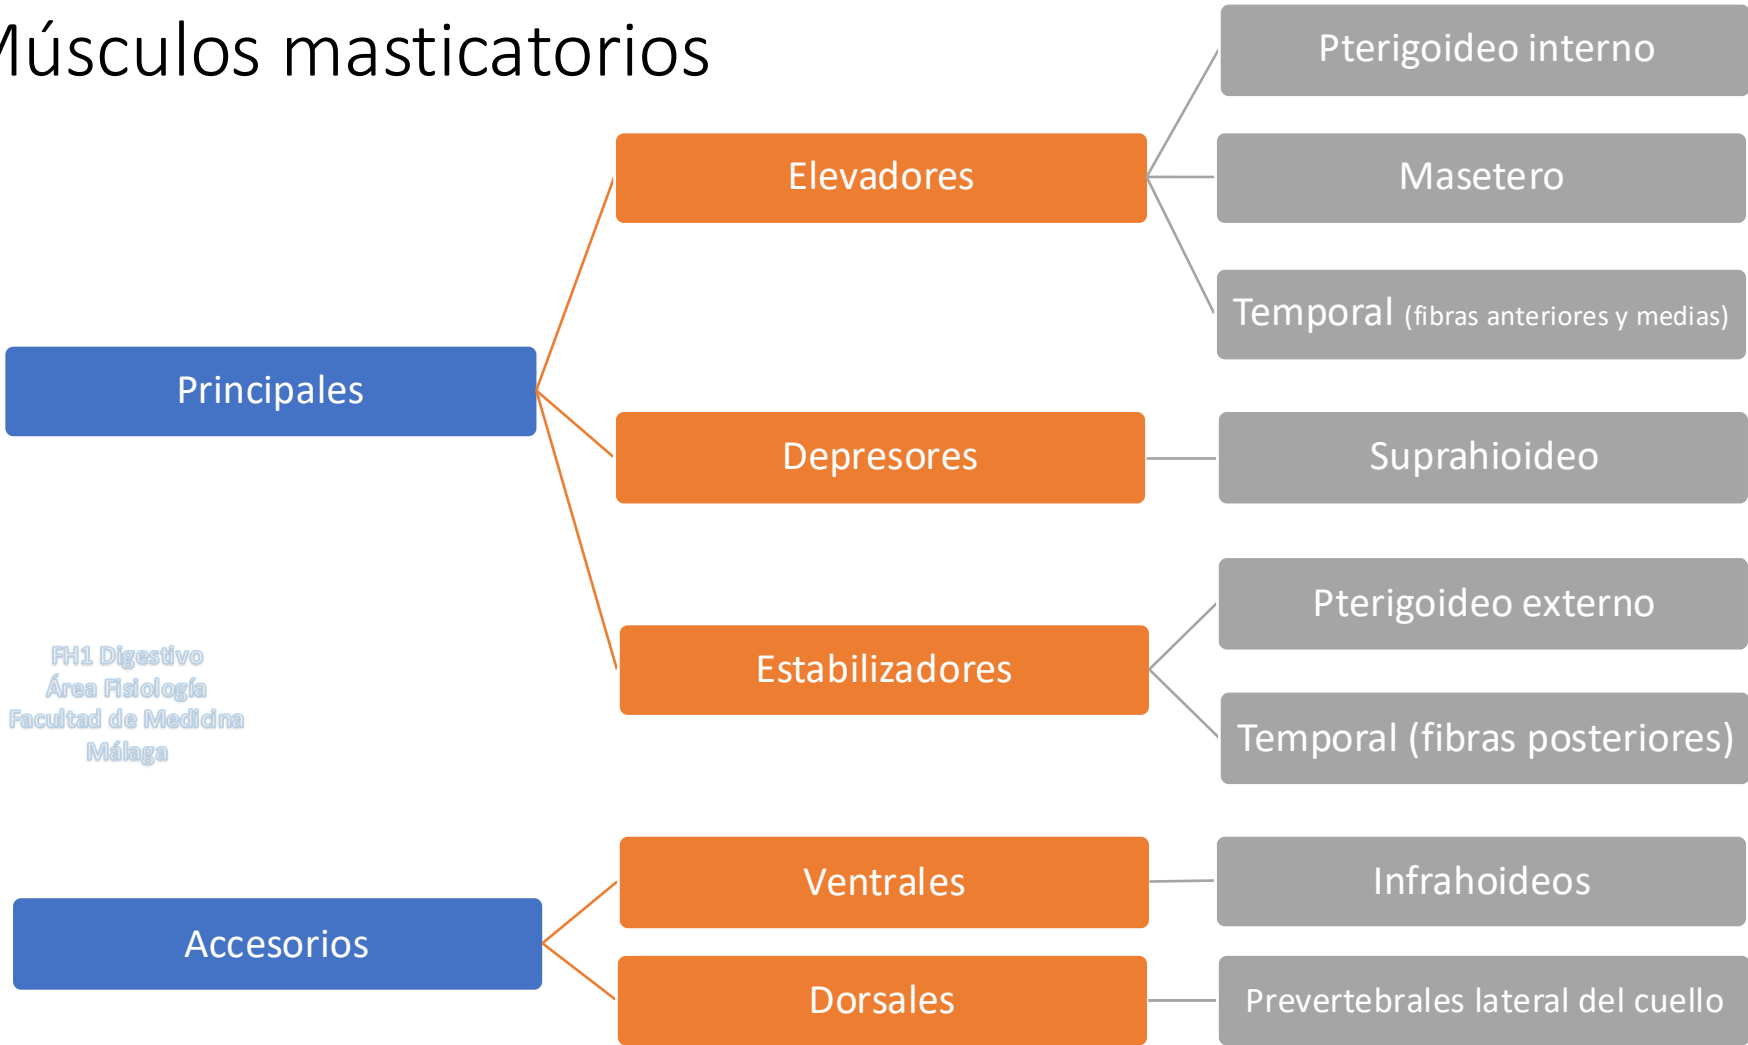 Músculos masticatorios
Pterigoideo interno
Elevadores
Masetero
Temporal (fibras anteriores y medias)
Principales
Depresores
Suprahioideo
Pterigoideo externo
Estabilizadores
Temporal (fibras posteriores)
FH1 Digestivo
Área Fisiología
Facultad de Medicina
Málaga
Ventrales
Infrahoideos
Accesorios
Dorsales
Prevertebrales lateral del cuello